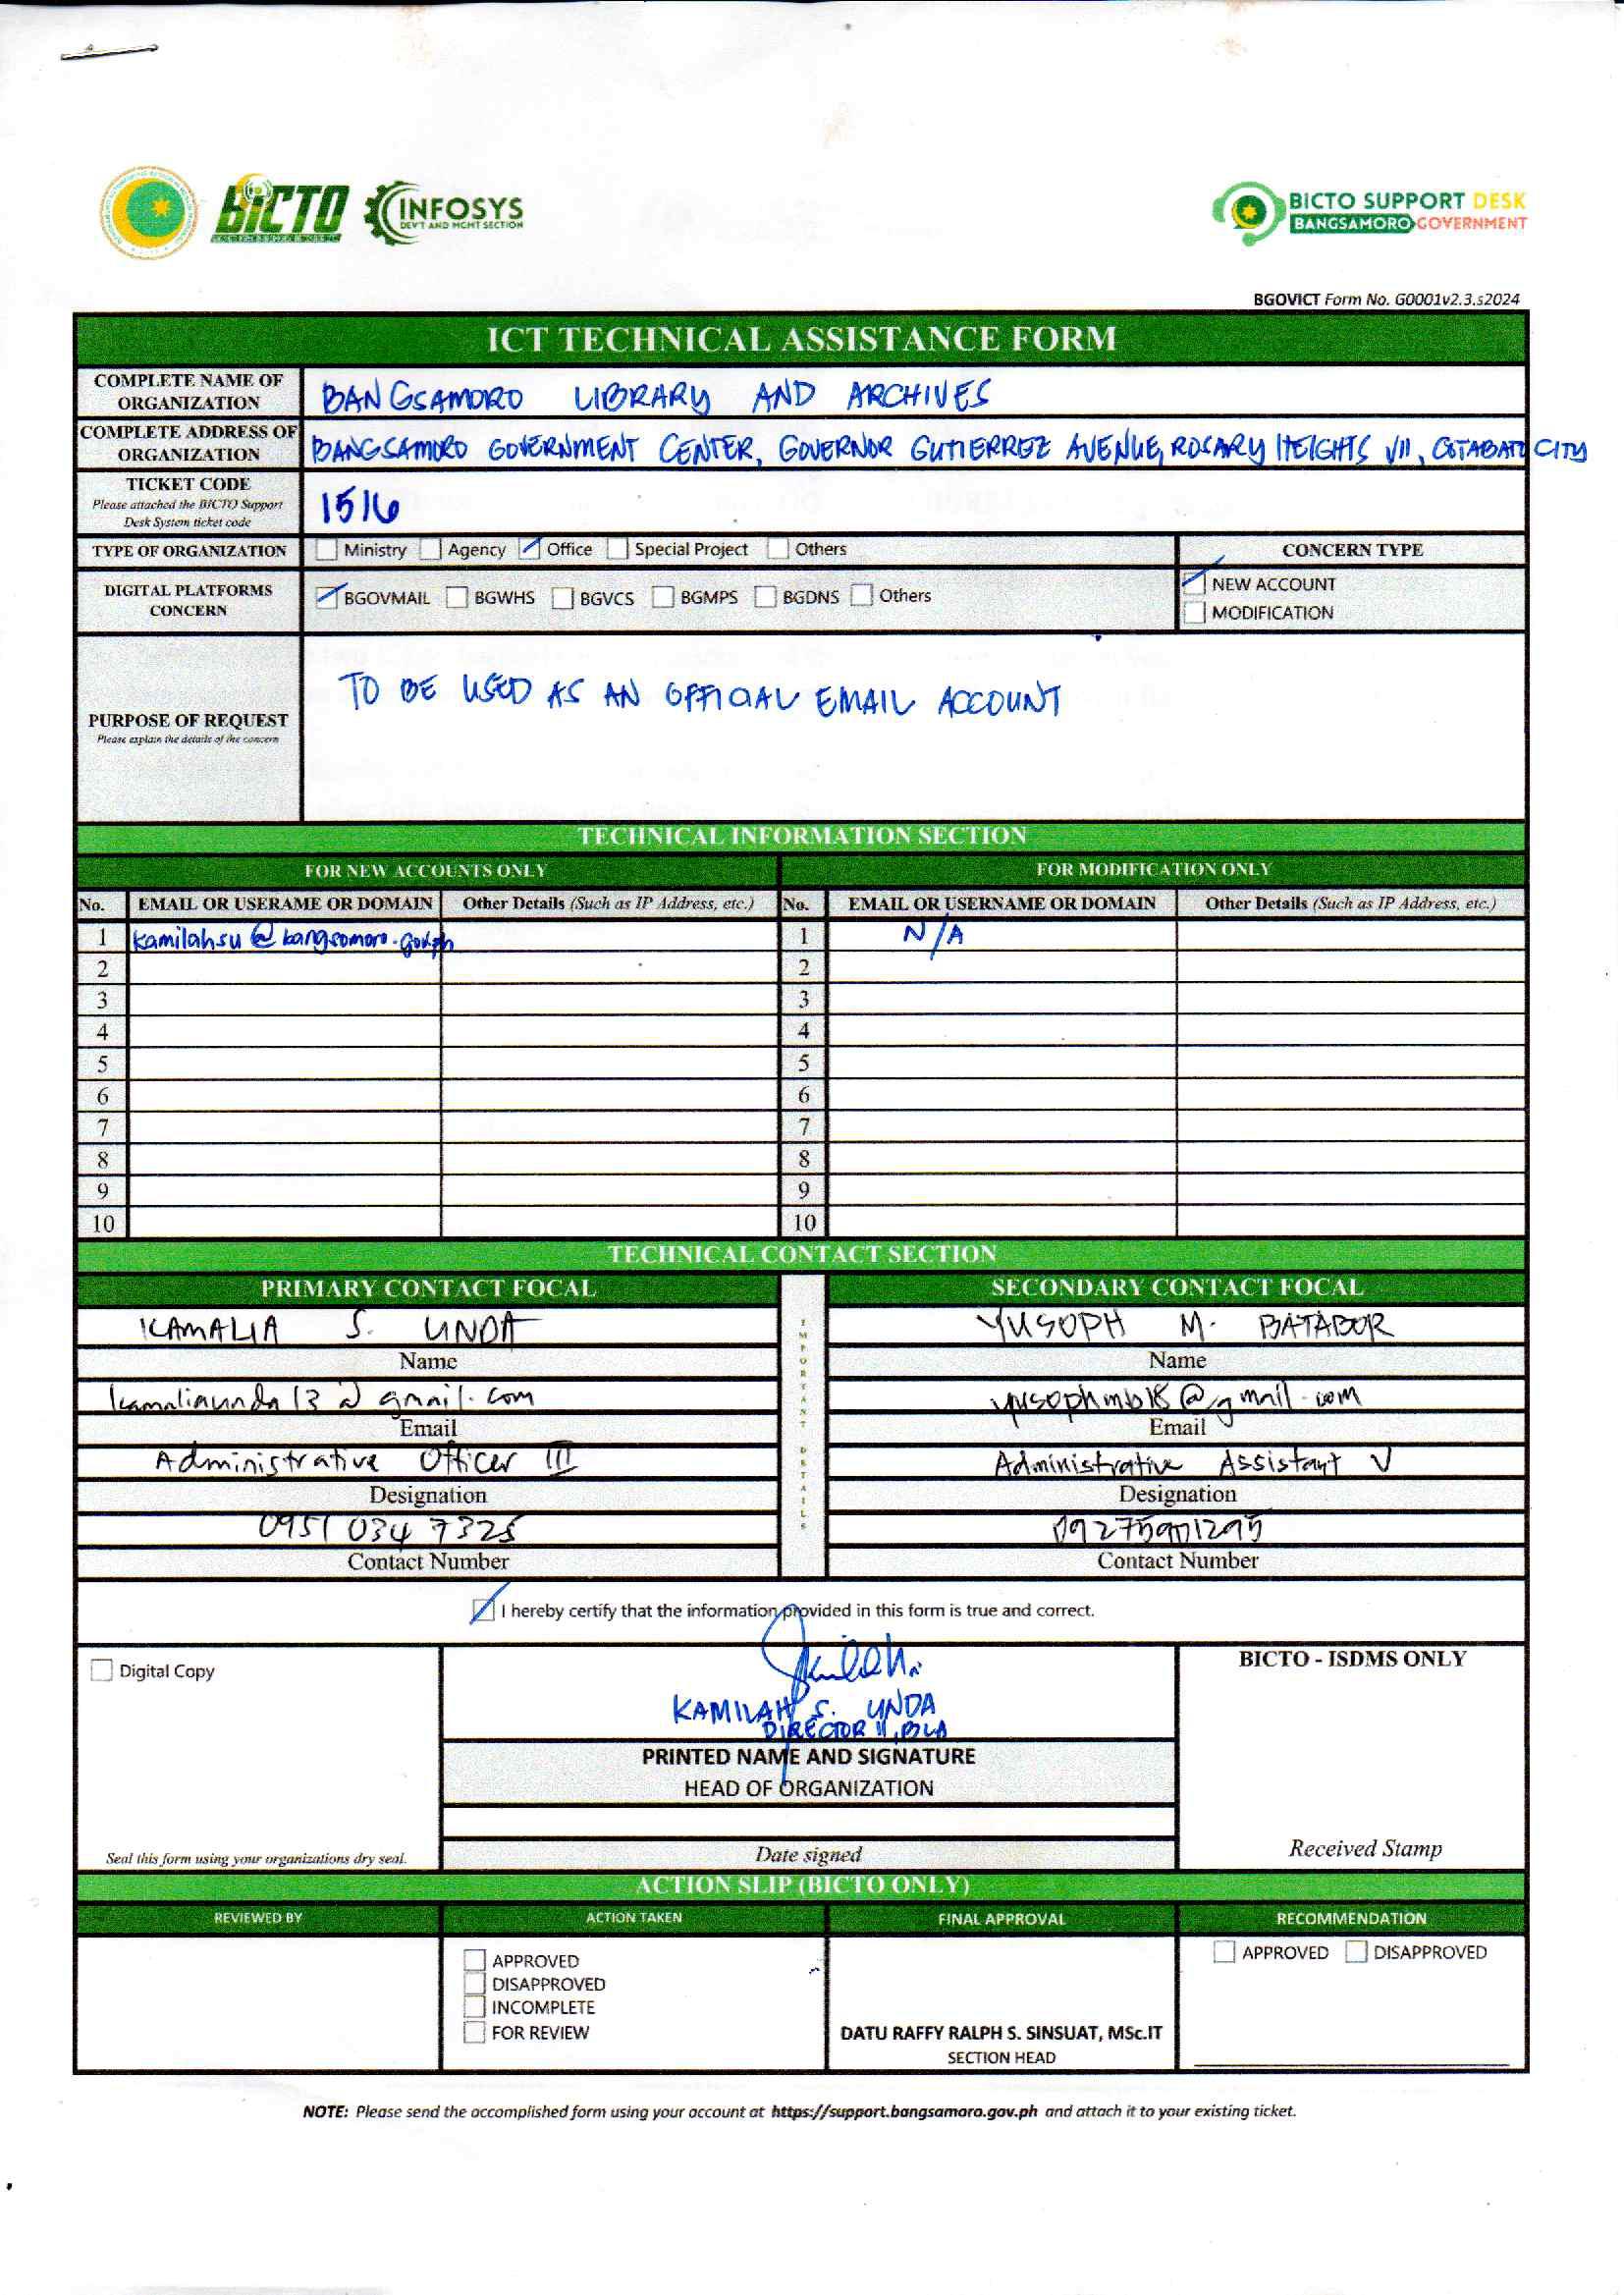 BICTO
INFOSYS
DEV'T AND MGMT SECTION
BICTO SUPPORT DESK
BANGSAMORO GOVERNMENT
BGOVICT Form No. G0001v2.3.s2024
ICT TECHNICAL ASSISTANCE FORM
COMPLETE NAME OF ORGANIZATION BANGSAMORO LIBRARY AND ARCHIVES
COMPLETE ADDRESS OF ORGANIZATION BANGSAMORO GOVERNMENT CENTER, GOVERNOR GUTIERREZ AVENUE, ROSARY HEIGHTS VII, COTABATO CITY
TICKET CODE 1516
Please attached the BICTO Support
Desk System ticket code
TYPE OF ORGANIZATION Ministry Agency Office Special Project Others CONCERN TYPE
DIGITAL PLATFORMS CONCERN BGOVMAIL BGWHS BGVCS BGMPS BGDNS Others
NEW ACCOUNT
MODIFICATION
PURPOSE OF REQUEST
Please explain the details of the concern
TO BE USED AS AN OFFICIAL EMAIL ACCOUNT
TECHNICAL INFORMATION SECTION
FOR NEW ACCOUNTS ONLY FOR MODIFICATION ONLY
No. EMAIL OR USERAME OR DOMAIN Other Details (Such as IP Address, etc.) No. EMAIL OR USERNAME OR DOMAIN Other Details (Such as IP Address, etc.)
1 kamilahsu@bangsamoro.gov.ph 1 N/A
2 2
3 3
4 4
5 5
6 6
7 7
8 8
9 9
10 10
TECHNICAL CONTACT SECTION
PRIMARY CONTACT FOCAL SECONDARY CONTACT FOCAL
IMPORTANT DETAILS
KAMALIA S. UNDA YUSOPH M. BATABOR
Name Name
kamaliaunda13@gmail.com yusophmb18@gmail.com
Email Email
Administrative Officer III Administrative Assistant V
Designation Designation
0951 034 7325
Contact Number Contact Number
I hereby certify that the information provided in this form is true and correct.
Digital Copy
BICTO - ISDMS ONLY
KAMILAH S. UNDA
DIRECTOR II, BLA
PRINTED NAME AND SIGNATURE
HEAD OF ORGANIZATION
Seal this form using your organizations dry seal.
Date signed
Received Stamp
ACTION SLIP (BICTO ONLY)
REVIEWED BY ACTION TAKEN FINAL APPROVAL RECOMMENDATION
APPROVED
DISAPPROVED
INCOMPLETE
FOR REVIEW
DATU RAFFY RALPH S. SINSUAT, MSc.IT
SECTION HEAD
APPROVED DISAPPROVED
NOTE: Please send the accomplished form using your account at https://support.bangsamoro.gov.ph and attach it to your existing ticket.